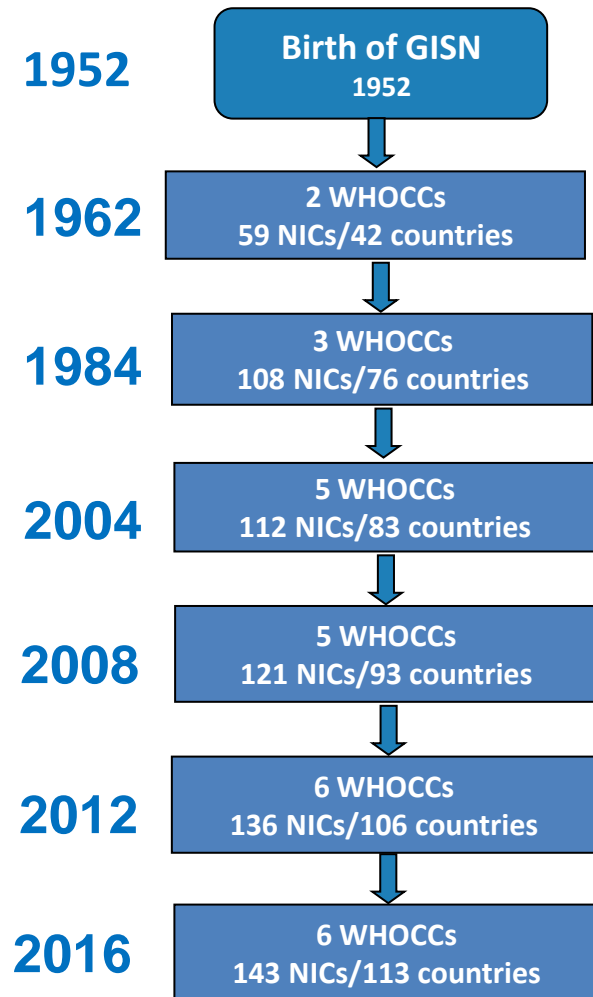 1952
Birth of GISN
1952
1962
2 WHOCCs
59 NICs/42 countries
1984
3 WHOCCs
108 NICs/76 countries
2004
5 WHOCCs
112 NICs/83 countries
2008
5 WHOCCs
121 NICs/93 countries
2012
6 WHOCCs
136 NICs/106 countries
2016
6 WHOCCs
143 NICs/113 countries